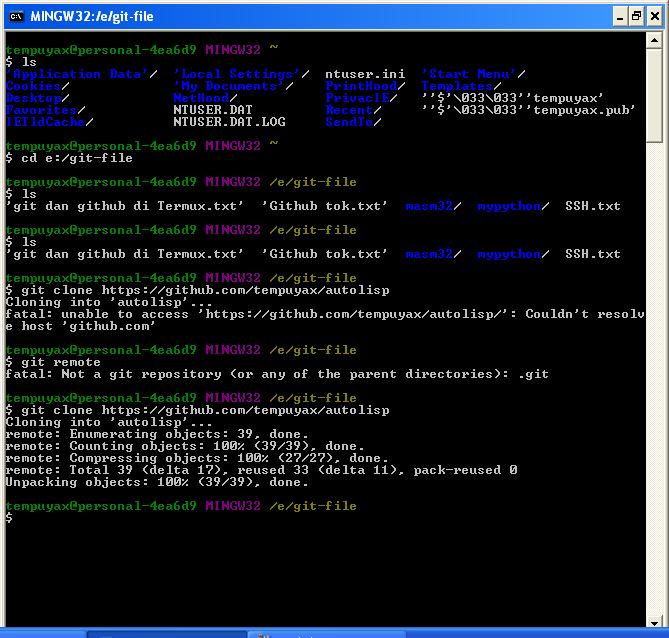 MINGW32:/e/git-file
tempuyax@personal-4ea6d9 MINGW32 ~
$ ls
'Application Data'/  'Local Settings'/  ntuser.ini  'Start Menu'/
Cookies/  'My Documents'/  PrintHood/  Templates/
Desktop/  NetHood/  PrivacIE/  ''$'\033\033''tempuyax'
Favorites/  NTUSER.DAT  Recent/  ''$'\033\033''tempuyax.pub'
IETldCache/  NTUSER.DAT.LOG  SendTo/
tempuyax@personal-4ea6d9 MINGW32 ~
$ cd e:/git-file
tempuyax@personal-4ea6d9 MINGW32 /e/git-file
$ ls
'git dan github di Termux.txt'  'Github tok.txt'  masm32/  mypython/  SSH.txt
tempuyax@personal-4ea6d9 MINGW32 /e/git-file
$ ls
'git dan github di Termux.txt'  'Github tok.txt'  masm32/  mypython/  SSH.txt
tempuyax@personal-4ea6d9 MINGW32 /e/git-file
$ git clone https://github.com/tempuyax/autolisp
Cloning into 'autolisp'...
fatal: unable to access 'https://github.com/tempuyax/autolisp/': Couldn't resolv
e host 'github.com'
tempuyax@personal-4ea6d9 MINGW32 /e/git-file
$ git remote
fatal: Not a git repository (or any of the parent directories): .git
tempuyax@personal-4ea6d9 MINGW32 /e/git-file
$ git clone https://github.com/tempuyax/autolisp
Cloning into 'autolisp'...
remote: Enumerating objects: 39, done.
remote: Counting objects: 100% (39/39), done.
remote: Compressing objects: 100% (27/27), done.
remote: Total 39 (delta 17), reused 33 (delta 11), pack-reused 0
Unpacking objects: 100% (39/39), done.
tempuyax@personal-4ea6d9 MINGW32 /e/git-file
$